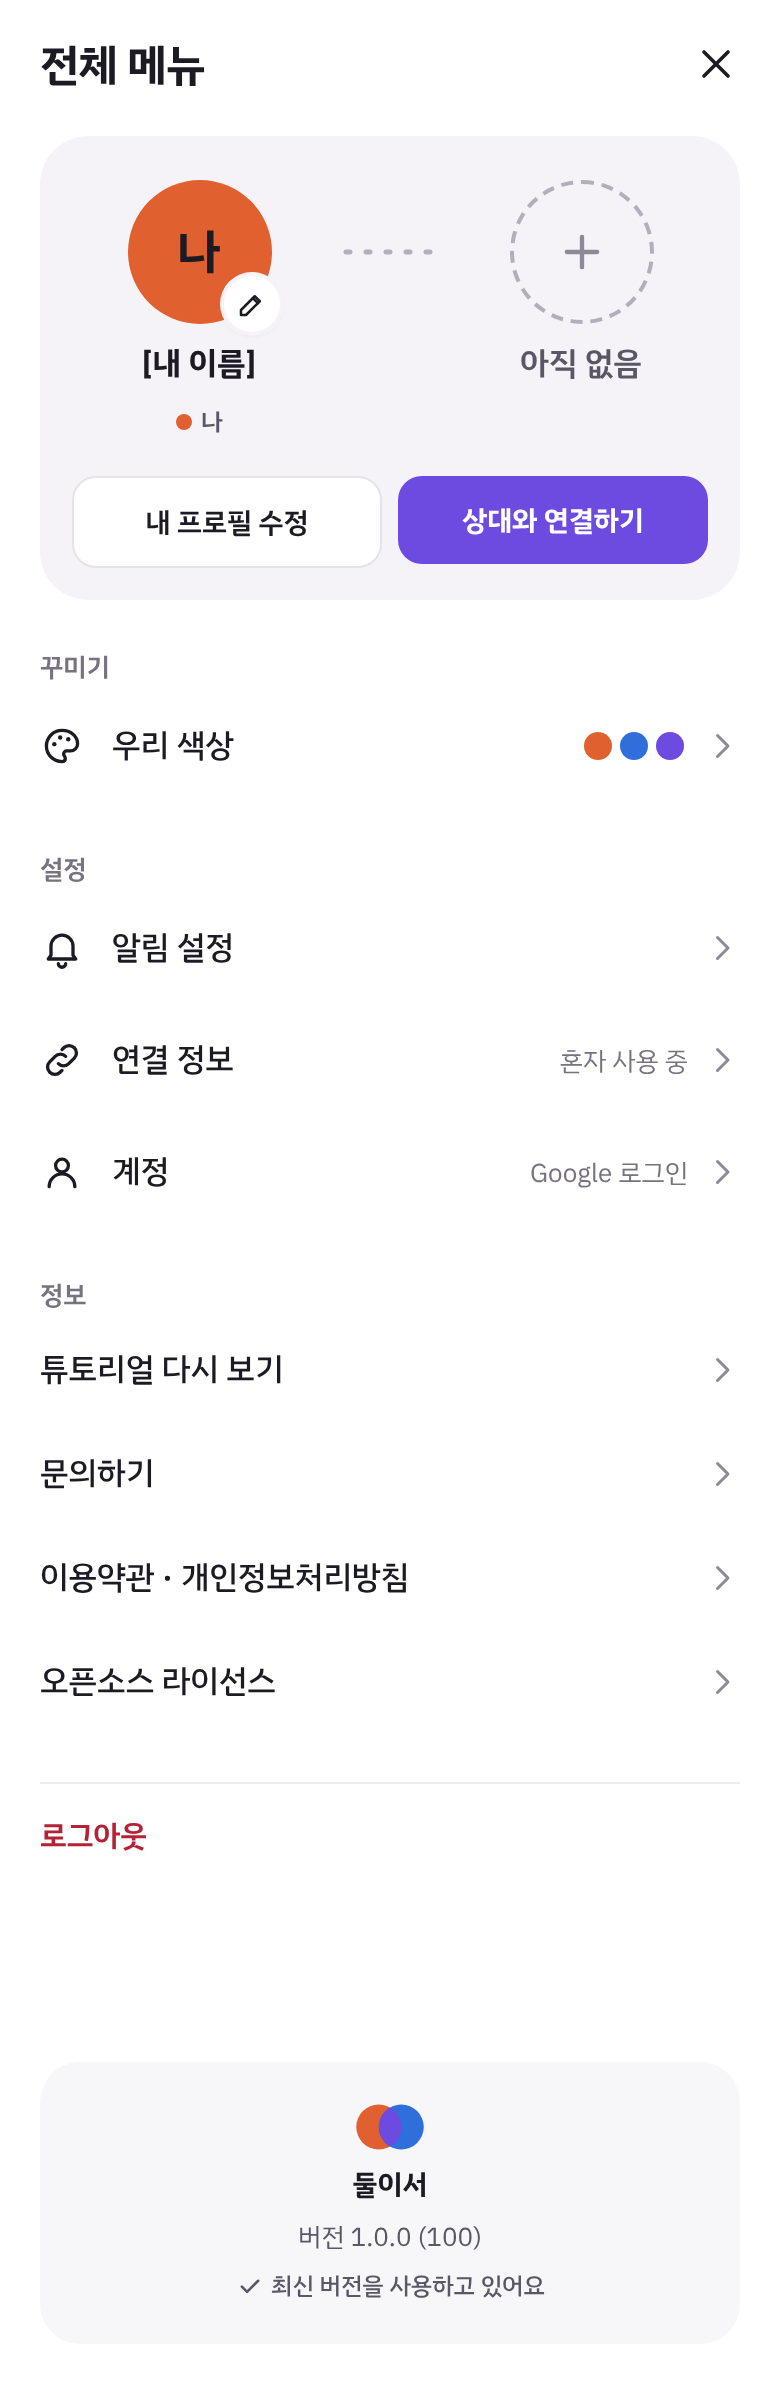 전체 메뉴
나
[내 이름]
아직 없음
나
내 프로필 수정
상대와 연결하기
꾸미기
우리 색상
설정
알림 설정
연결 정보
혼자 사용 중
계정
Google 로그인
정보
튜토리얼 다시 보기
문의하기
이용약관 · 개인정보처리방침
오픈소스 라이선스
로그아웃
둘이서
버전 1.0.0 (100)
최신 버전을 사용하고 있어요